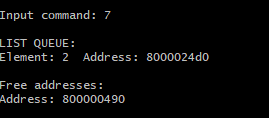 Input command: 7
LIST QUEUE:
Element: 2  Address: 8000024d0
Free addresses:
Address: 800000490